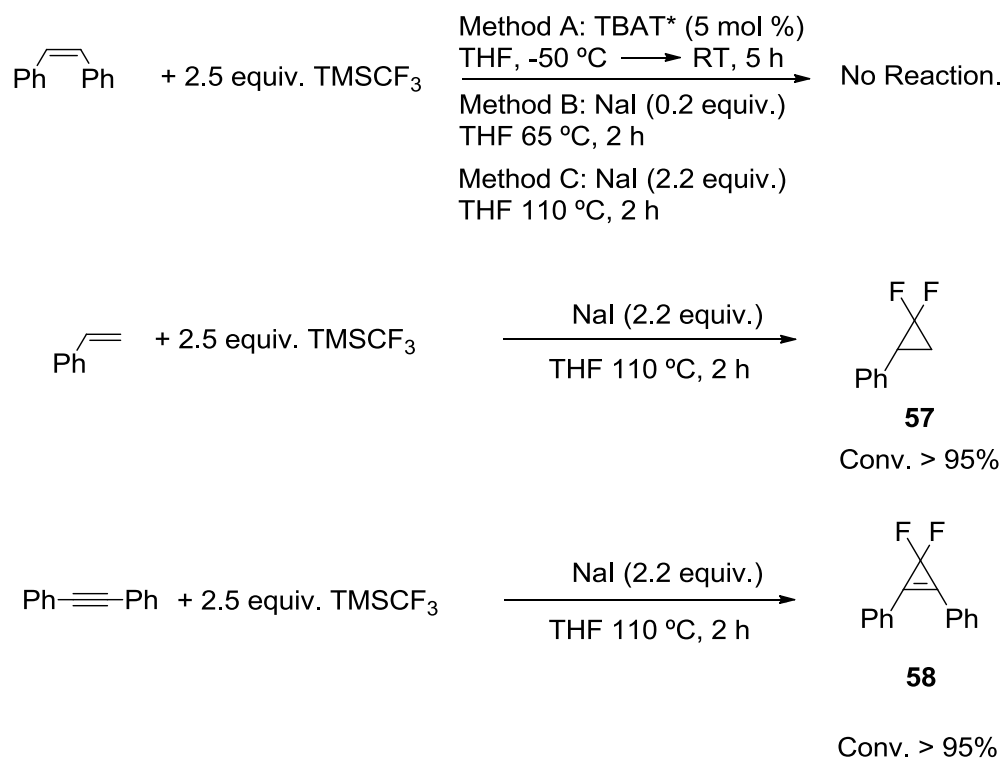 Method A: TBAT* (5 mol %)
THF, -50 ºC → RT, 5 h
Ph Ph + 2.5 equiv. TMSCF3 No Reaction.
Method B: NaI (0.2 equiv.)
THF 65 ºC, 2 h
Method C: NaI (2.2 equiv.)
THF 110 ºC, 2 h
F F
Ph + 2.5 equiv. TMSCF3 NaI (2.2 equiv.)
THF 110 ºC, 2 h
Ph
57
Conv. > 95%
F F
Ph Ph + 2.5 equiv. TMSCF3 NaI (2.2 equiv.)
THF 110 ºC, 2 h
Ph Ph
58
Conv. > 95%